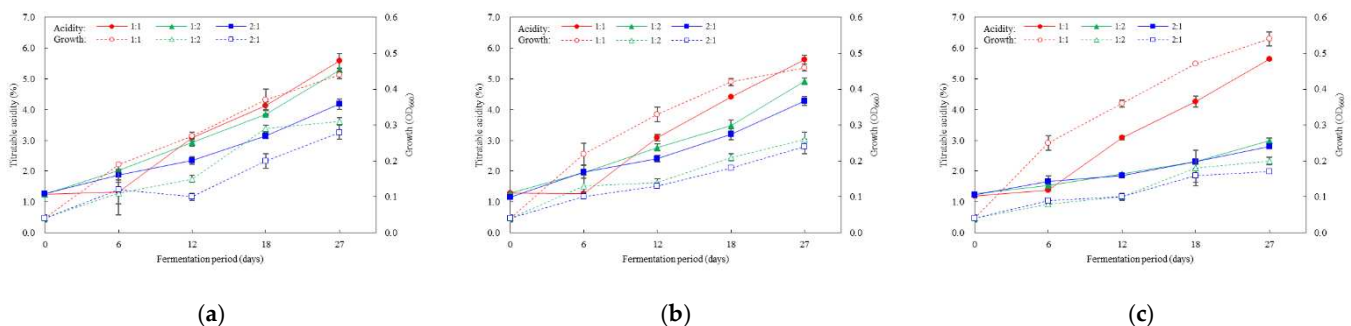 7.0 6.0 5.0 4.0 3.0 2.0 1.0 0.0
Titratable acidity (%)
Acidity: 1:1 1:2 2:1
Growth: 1:1 1:2 2:1
0.6 0.5 0.4 0.3 0.2 0.1 0.0
Growth (OD660)
0 6 12 18 27
Fermentation period (days)
(a)
7.0 6.0 5.0 4.0 3.0 2.0 1.0 0.0
Titratable acidity (%)
Acidity: 1:1 1:2 2:1
Growth: 1:1 1:2 2:1
0.6 0.5 0.4 0.3 0.2 0.1 0.0
Growth (OD660)
0 6 12 18 27
Fermentation period (days)
(b)
7.0 6.0 5.0 4.0 3.0 2.0 1.0 0.0
Titratable acidity (%)
Acidity: 1:1 1:2 2:1
Growth: 1:1 1:2 2:1
0.6 0.5 0.4 0.3 0.2 0.1 0.0
Growth (OD660)
0 6 12 18 27
Fermentation period (days)
(c)